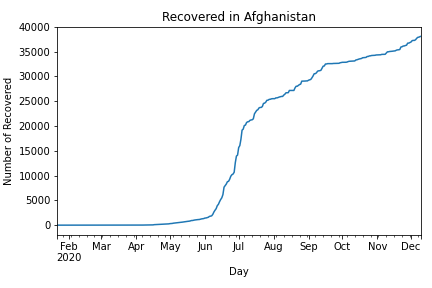 Recovered in Afghanistan
40000
35000
30000
25000
20000
15000
10000
5000
0
Number of Recovered
Feb Mar Apr May Jun Jul Aug Sep Oct Nov Dec
2020
Day